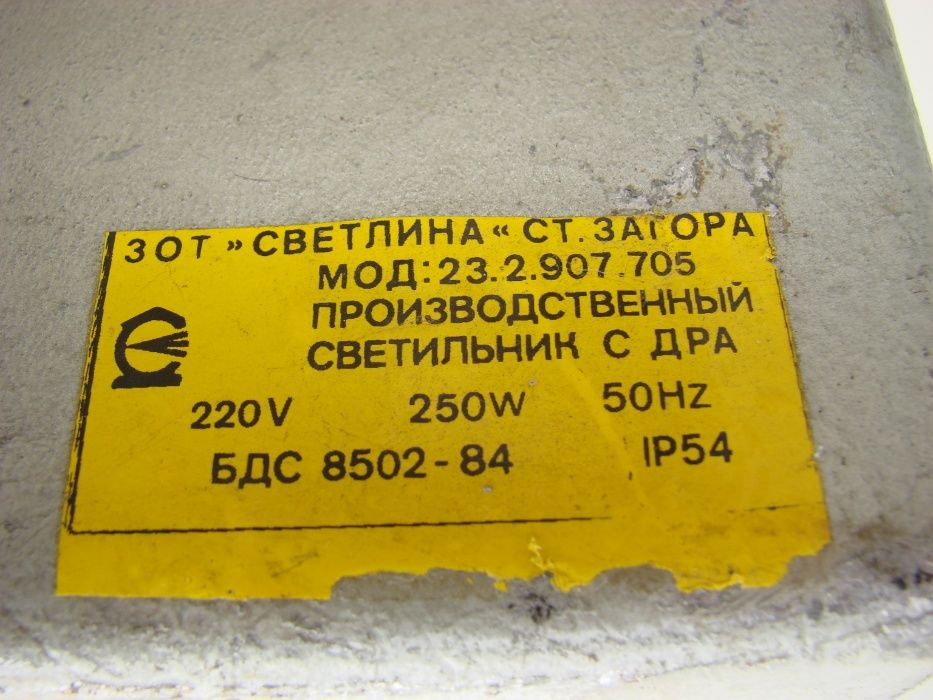 ЗОТ »СВЕТЛИНА« СТ. ЗАГОРА
МОД: 23.2.907.705
ПРОИЗВОДСТВЕННЫЙ
СВЕТИЛЬНИК С ДРА
220V 250W 50HZ
БДС 8502-84 IP54